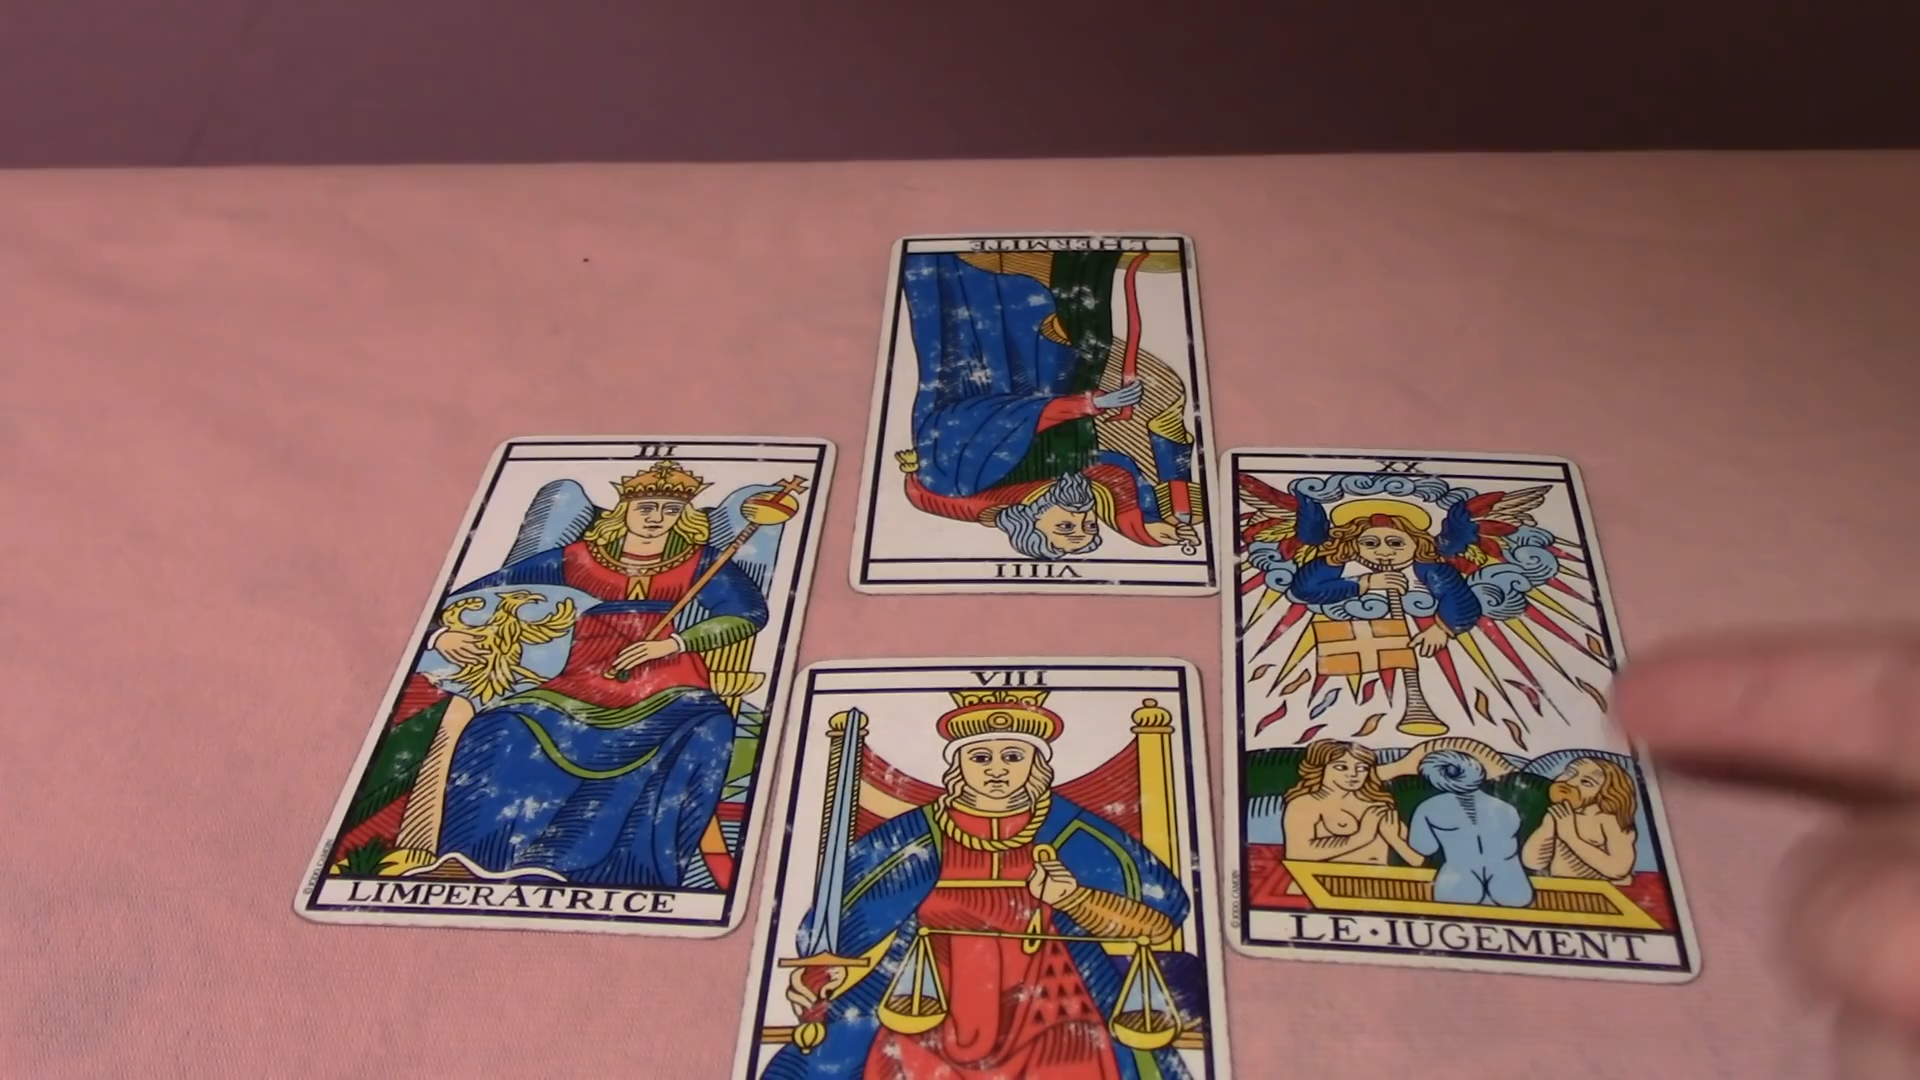 L'HERMITE
VIIII
III
LIMPERATRICE
XX
LE•IUGEMENT
VIII